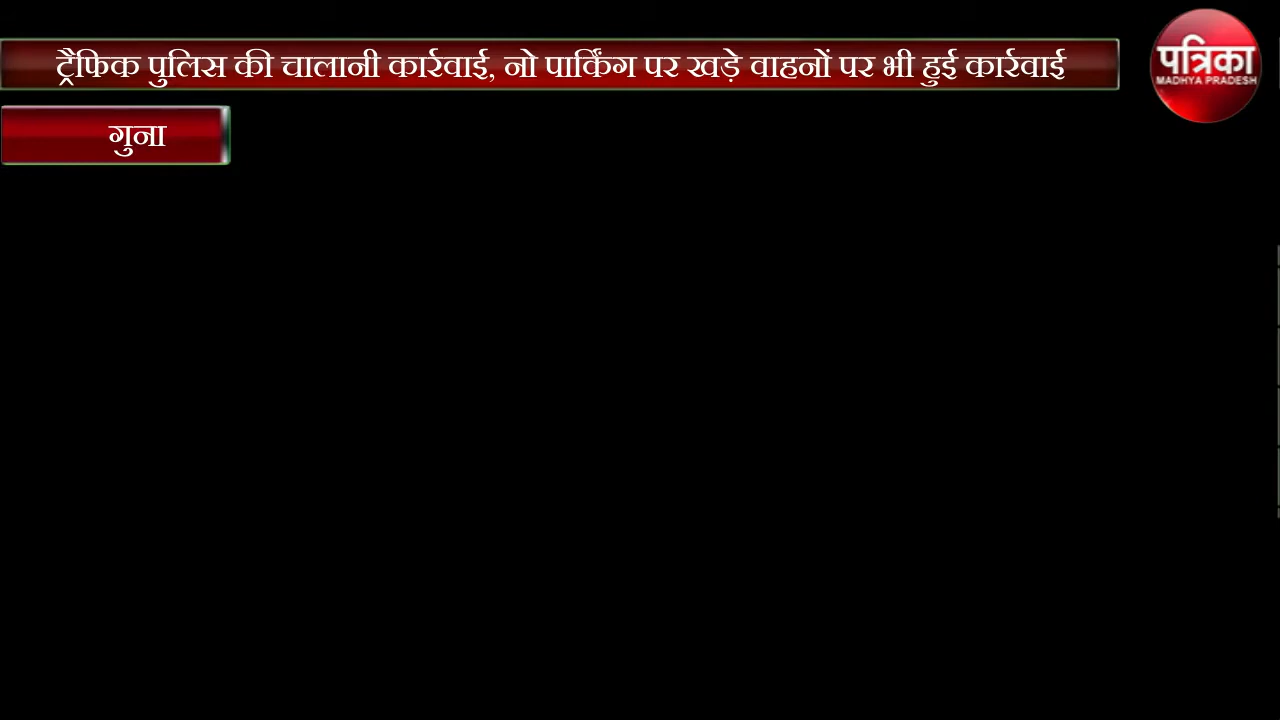 ट्रैफिक पुलिस की चालानी कार्रवाई, नो पार्किंग पर खड़े वाहनों पर भी हुई कार्रवाई
पत्रिका
MADHYA PRADESH
गुना